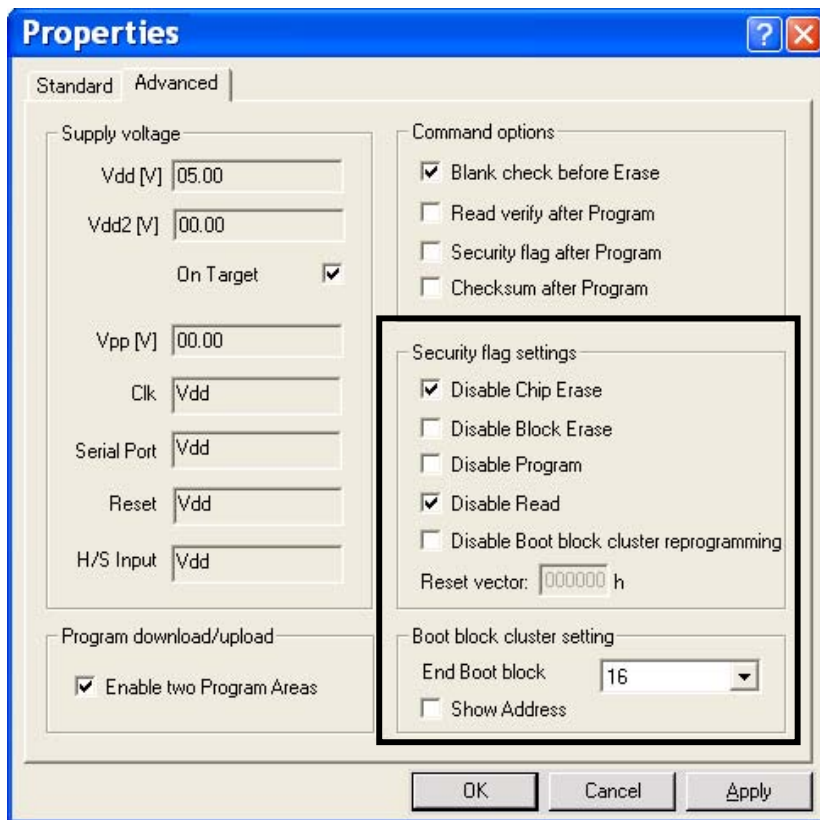 Properties
Standard
Advanced
Supply voltage
Vdd [V] 05.00
Vdd2 [V] 00.00
On Target
Vpp [V] 00.00
Clk Vdd
Serial Port Vdd
Reset Vdd
H/S Input Vdd
Program download/upload
Enable two Program Areas
Command options
Blank check before Erase
Read verify after Program
Security flag after Program
Checksum after Program
Security flag settings
Disable Chip Erase
Disable Block Erase
Disable Program
Disable Read
Disable Boot block cluster reprogramming
Reset vector: 000000 h
Boot block cluster setting
End Boot block 16
Show Address
OK
Cancel
Apply